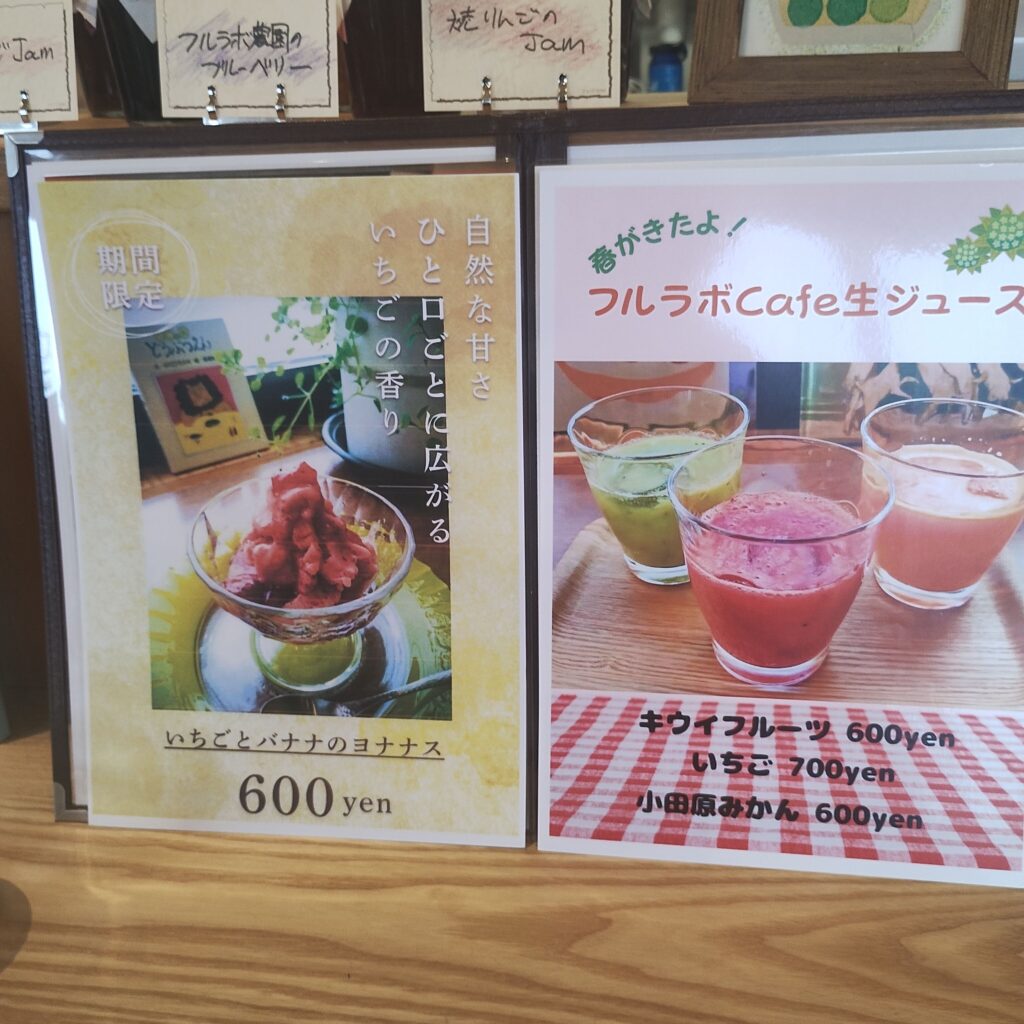 Jam
フルラボ農園の
ブルーベリー
焼りんごの
Jam
期間
限定
自然な甘さ
ひと口ごとに広がる
いちごの香り
いちごとバナナのヨナナス
600 yen
春がきたよ!
フルラボCafe生ジュース
キウイフルーツ 600yen
いちご 700yen
小田原みかん 600yen